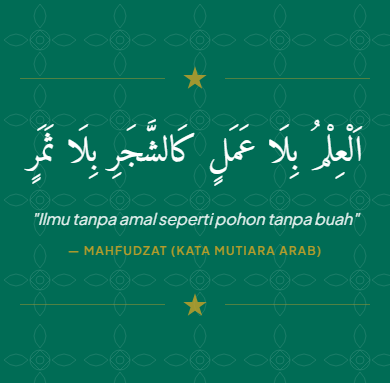 اَلْعِلْمُ بِلَا عَمَلٍ كَالشَّجَرِ بِلَا ثَمَرٍ
"Ilmu tanpa amal seperti pohon tanpa buah"
— MAHFUDZAT (KATA MUTIARA ARAB)